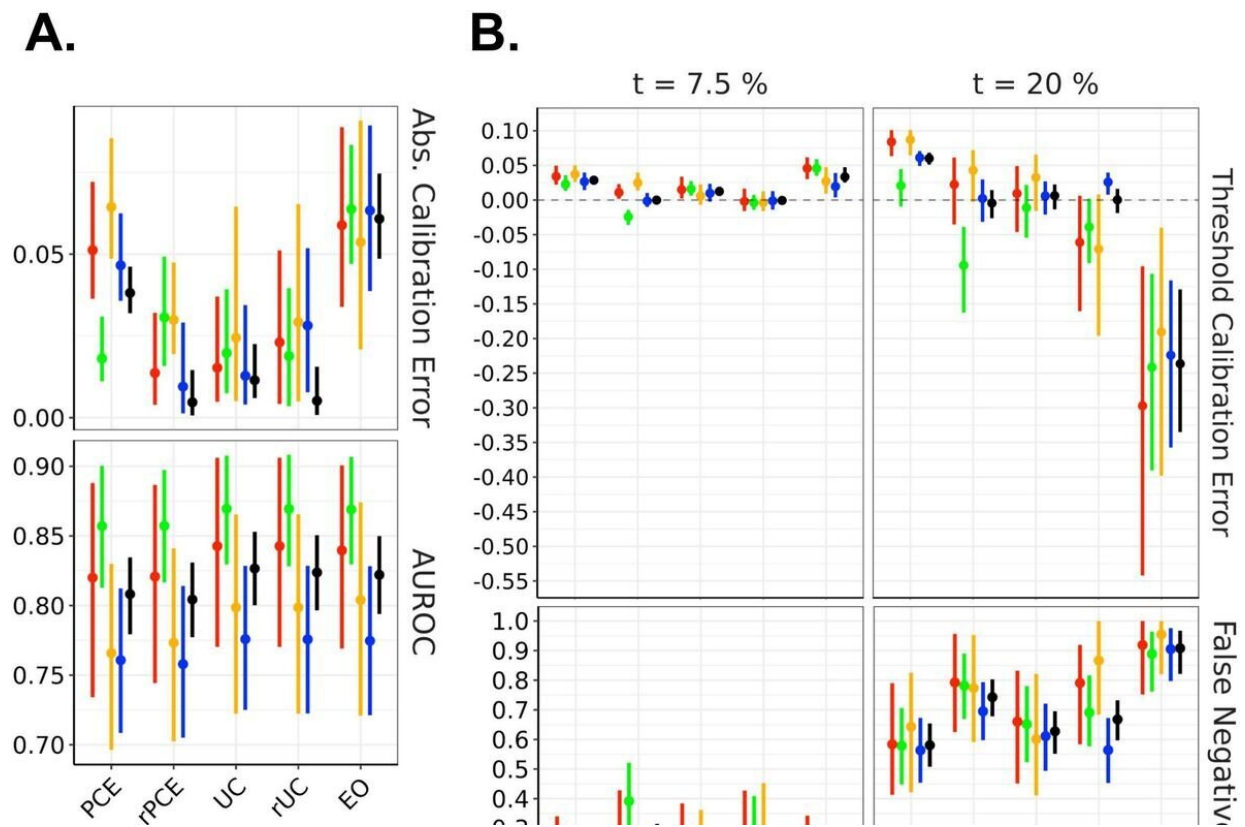 A.
B.
t = 7.5 %
t = 20 %
0.05
0.00
Abs. Calibration Error
0.90
0.85
0.80
0.75
0.70
AUROC
PCE
rPCE
UC
rUC
EO
0.10
0.05
0.00
-0.05
-0.10
-0.15
-0.20
-0.25
-0.30
-0.35
-0.40
-0.45
-0.50
-0.55
Threshold Calibration Error
1.0
0.9
0.8
0.7
0.6
0.5
0.4
0.3
False Negative